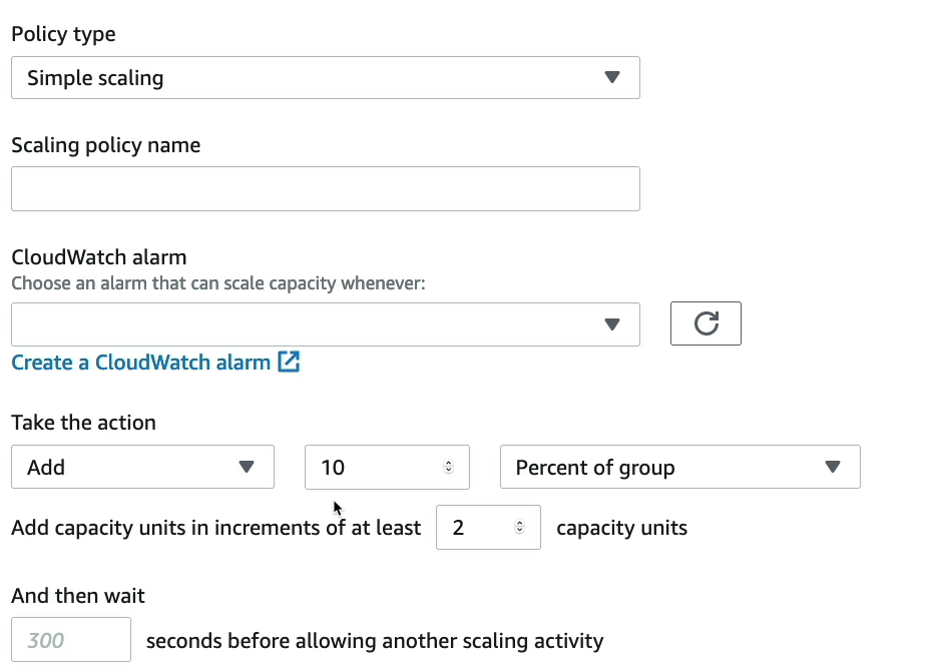 Policy type
Simple scaling
Scaling policy name
CloudWatch alarm
Choose an alarm that can scale capacity whenever:
Create a CloudWatch alarm
Take the action
Add 10 Percent of group
Add capacity units in increments of at least 2 capacity units
And then wait
300 seconds before allowing another scaling activity